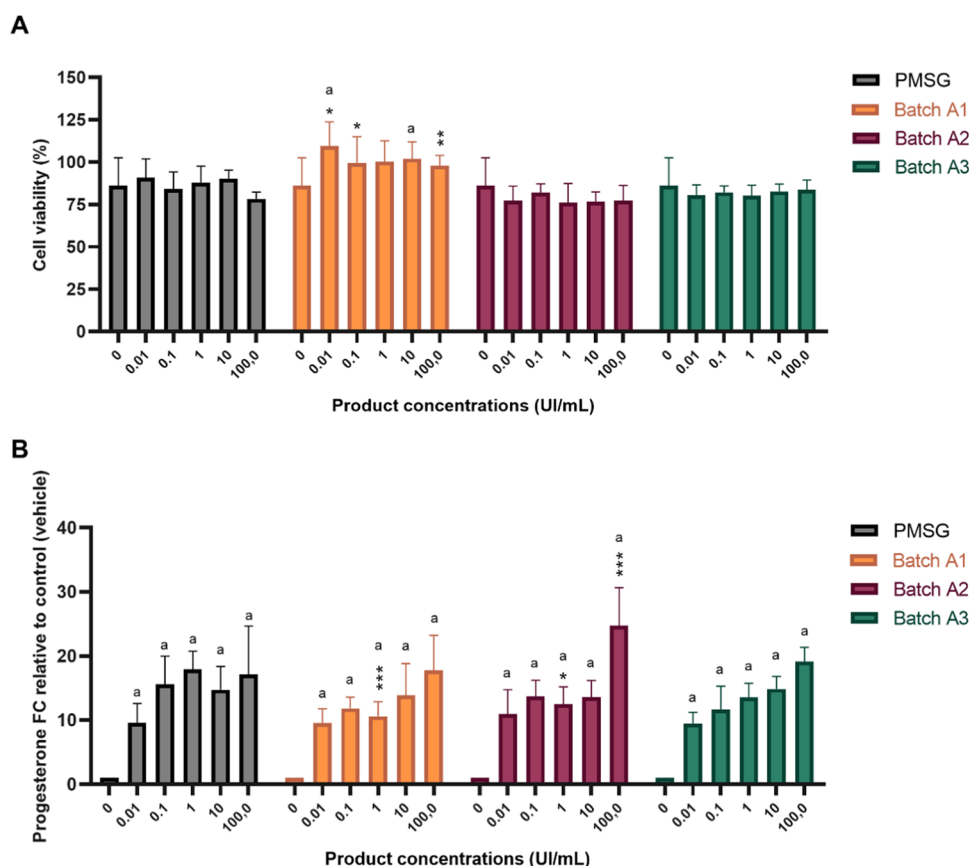 A
Cell viability (%)
150
125
100
75
50
25
0
a
*
*
a
**
0
0.01
0.1
1
10
100,0
0
0.01
0.1
1
10
100,0
0
0.01
0.1
1
10
100,0
0
0.01
0.1
1
10
100,0
Product concentrations (UI/mL)
PMSG
Batch A1
Batch A2
Batch A3
B
Progesterone FC relative to control (vehicle)
40
30
20
10
0
a
a
a
a
a
a
a
a
***
a
a
a
a
a
*
a
a
***
a
a
a
a
a
0
0.01
0.1
1
10
100,0
0
0.01
0.1
1
10
100,0
0
0.01
0.1
1
10
100,0
0
0.01
0.1
1
10
100,0
Product concentrations (UI/mL)
PMSG
Batch A1
Batch A2
Batch A3